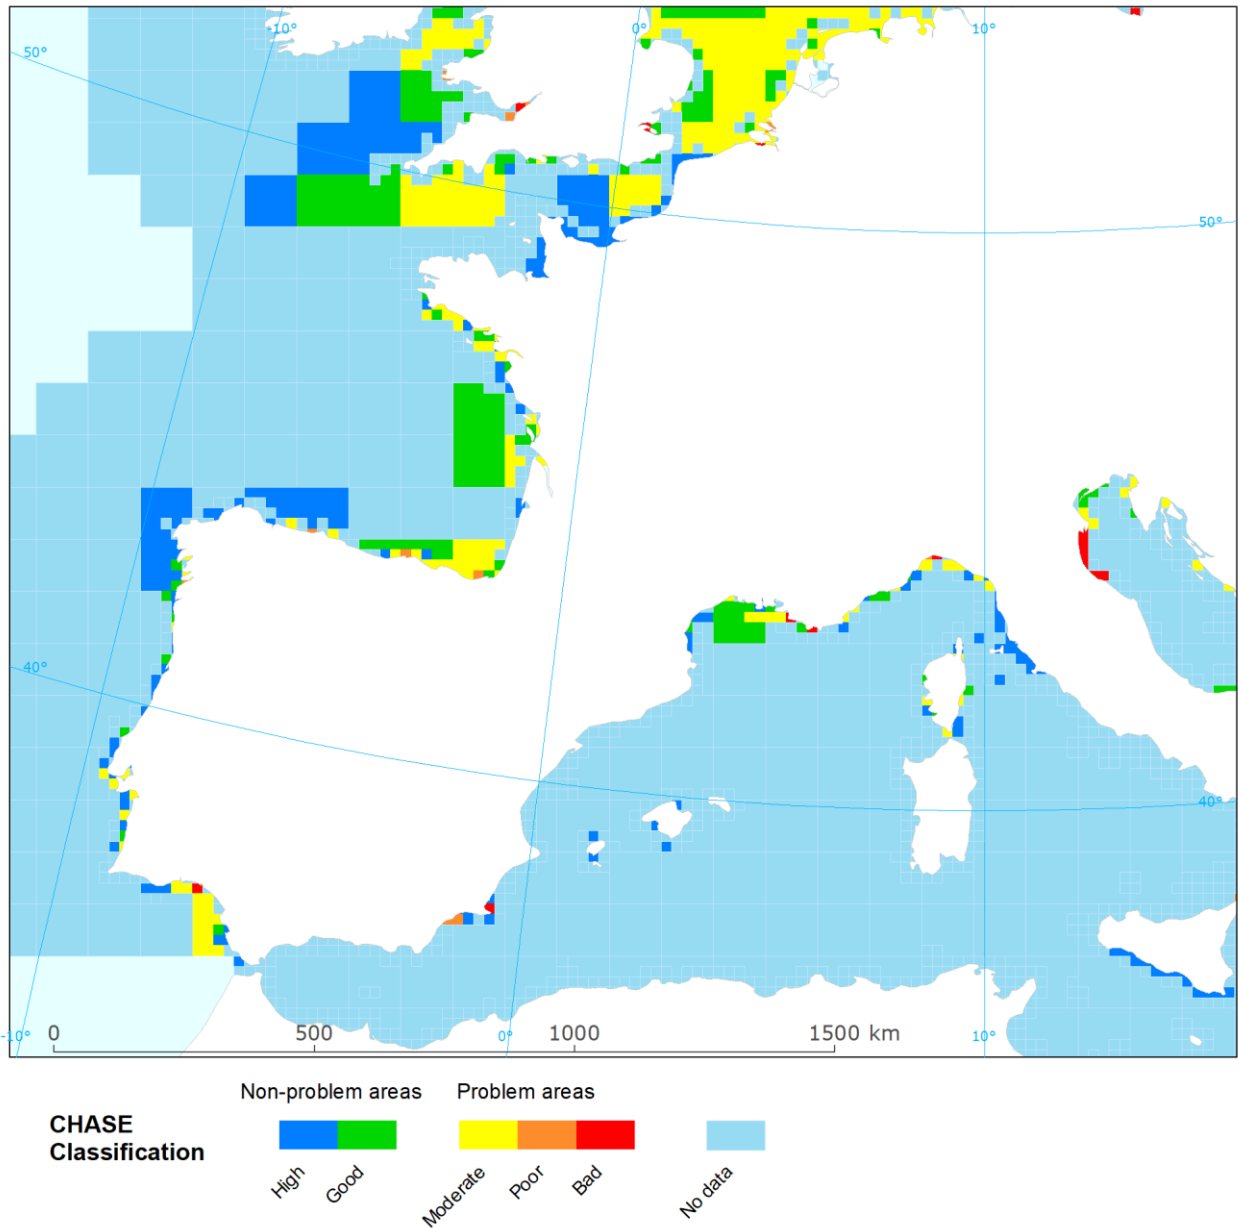 -10° 0° 10°
50°
50°
40°
40°
-10° 0° 10°
0 500 1000 1500 km
Non-problem areas Problem areas
CHASE
Classification
High Good Moderate Poor Bad No data